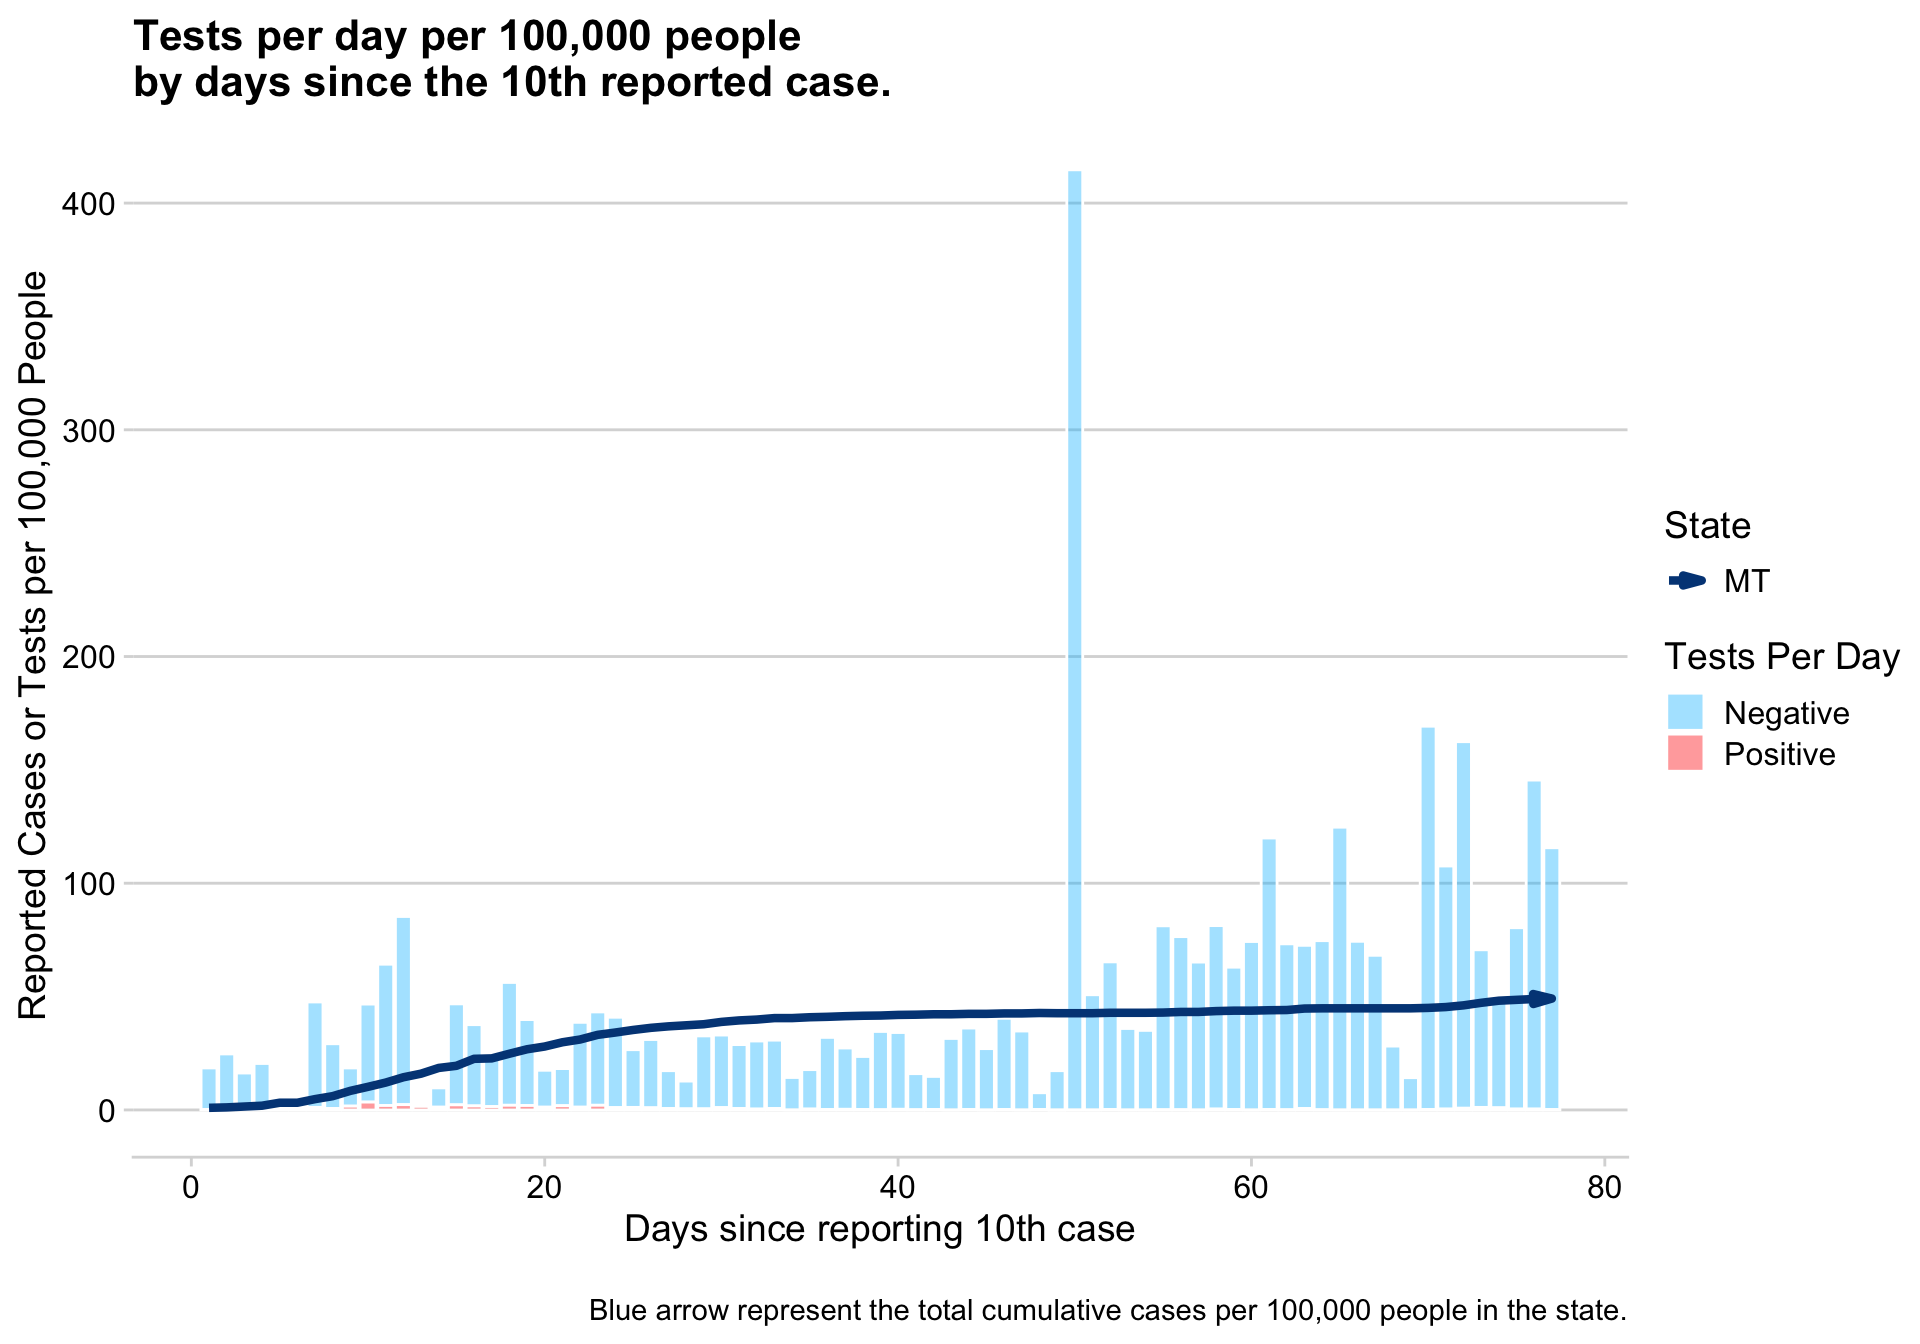 Tests per day per 100,000 people
by days since the 10th reported case.
Reported Cases or Tests per 100,000 People
400
300
200
100
0
0
20
40
60
80
Days since reporting 10th case
State
MT
Tests Per Day
Negative
Positive
Blue arrow represent the total cumulative cases per 100,000 people in the state.